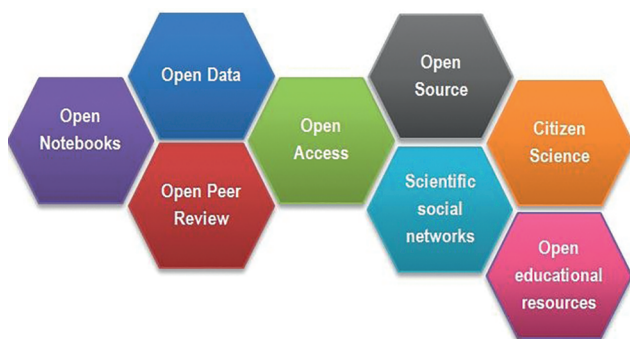 Open
Notebooks
Open Data
Open Peer
Review
Open
Access
Open
Source
Scientific
social
networks
Citizen
Science
Open
educational
resources